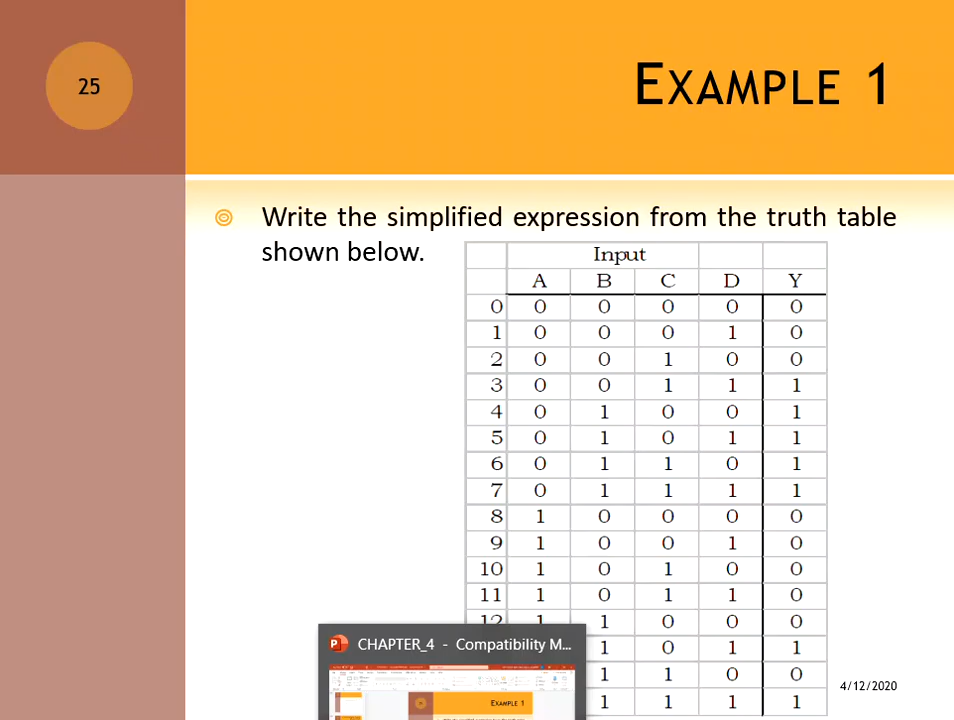 25
EXAMPLE 1
Write the simplified expression from the truth table
shown below.
Input
A B C D Y
0 0 0 0 0 0
1 0 0 0 1 0
2 0 0 1 0 0
3 0 0 1 1 1
4 0 1 0 0 1
5 0 1 0 1 1
6 0 1 1 0 1
7 0 1 1 1 1
8 1 0 0 0 0
9 1 0 0 1 0
10 1 0 1 0 0
11 1 0 1 1 0
12 1 1 0 0 0
1 0 1 1
1 1 0 0
1 1 1 1
CHAPTER_4 - Compatibility M...
EXAMPLE 1
4/12/2020